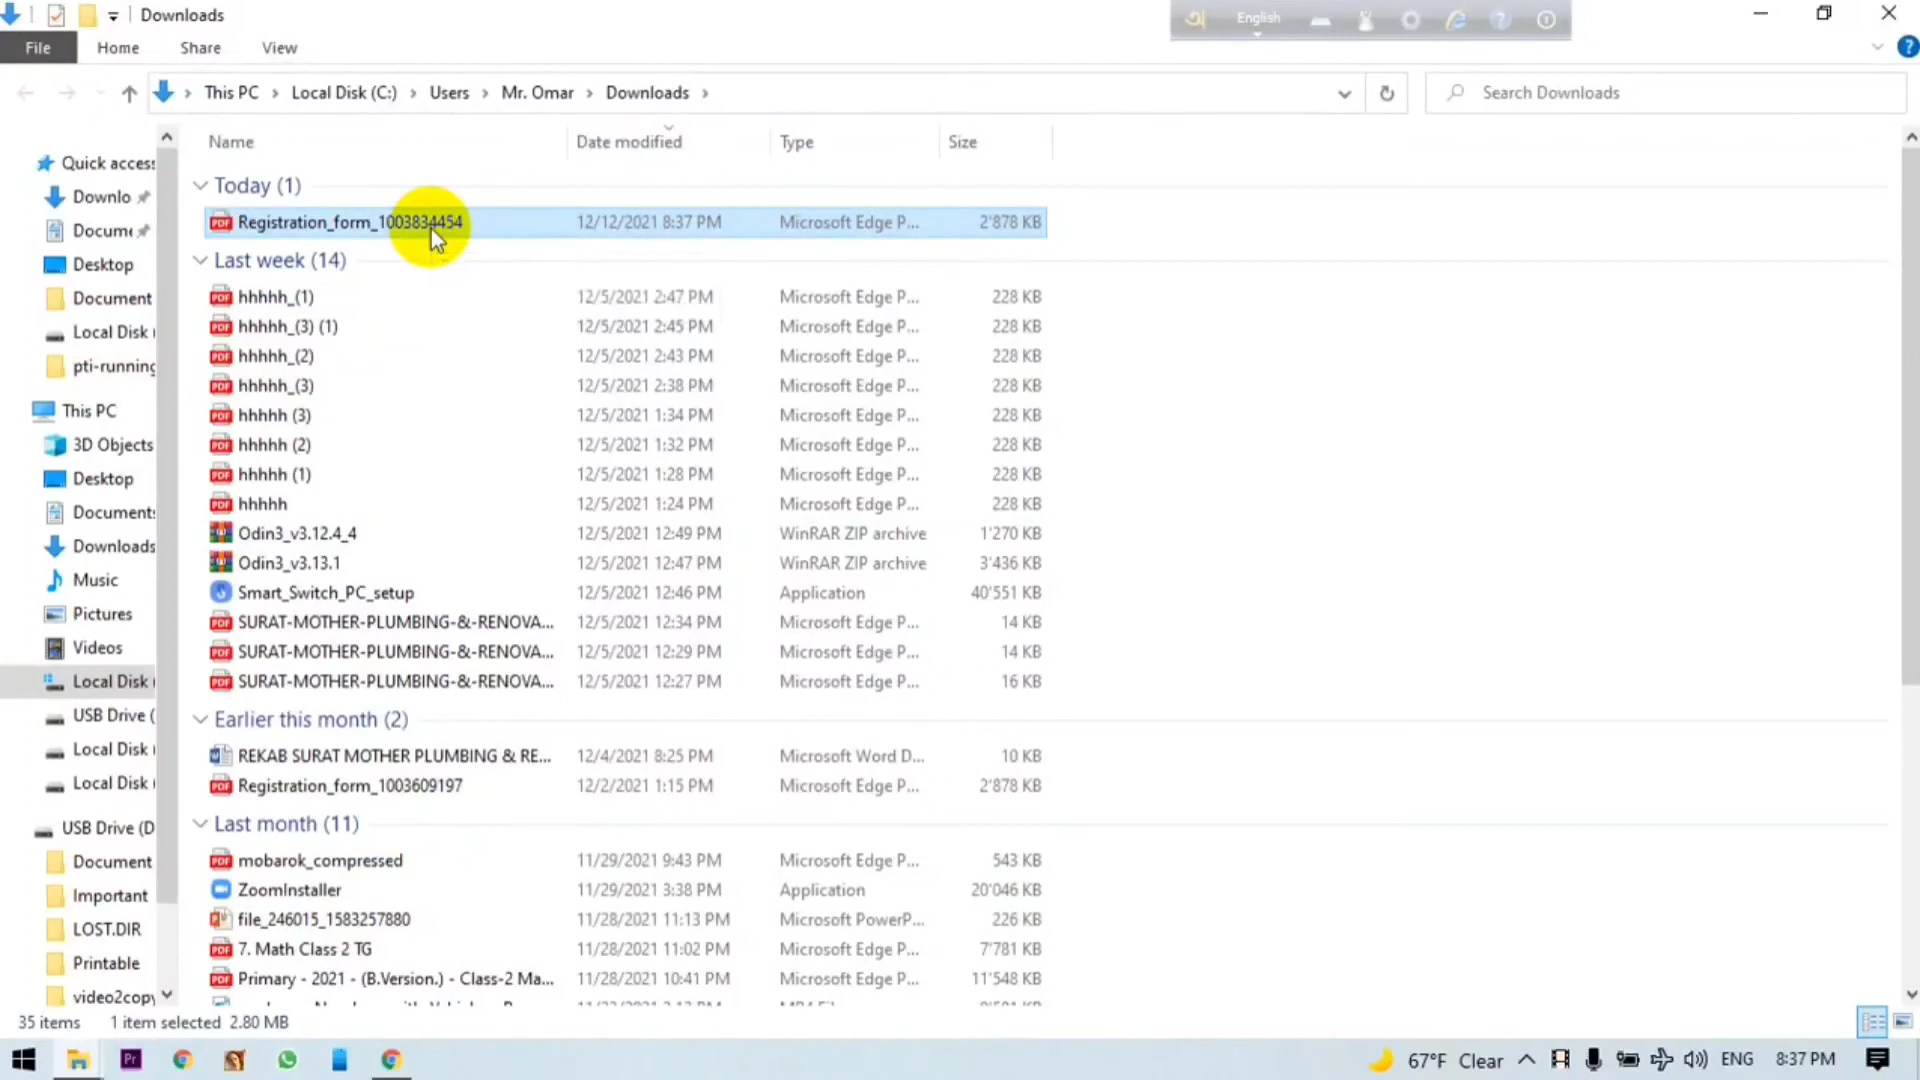 Downloads
English
File Home Share View
This PC Local Disk (C:) Users Mr. Omar Downloads
Search Downloads
Name Date modified Type Size
Quick access
Downlo
Docume
Desktop
Document
Local Disk
pti-running
This PC
3D Objects
Desktop
Documents
Downloads
Music
Pictures
Videos
Local Disk
USB Drive (
Local Disk
Local Disk
USB Drive (D
Document
Important
LOST.DIR
Printable
video2copy
Today (1)
PDF Registration_form_1003834454 12/12/2021 8:37 PM Microsoft Edge P... 2'878 KB
Last week (14)
PDF hhhhh_(1) 12/5/2021 2:47 PM Microsoft Edge P... 228 KB
PDF hhhhh_(3) (1) 12/5/2021 2:45 PM Microsoft Edge P... 228 KB
PDF hhhhh_(2) 12/5/2021 2:43 PM Microsoft Edge P... 228 KB
PDF hhhhh_(3) 12/5/2021 2:38 PM Microsoft Edge P... 228 KB
PDF hhhhh (3) 12/5/2021 1:34 PM Microsoft Edge P... 228 KB
PDF hhhhh (2) 12/5/2021 1:32 PM Microsoft Edge P... 228 KB
PDF hhhhh (1) 12/5/2021 1:28 PM Microsoft Edge P... 228 KB
PDF hhhhh 12/5/2021 1:24 PM Microsoft Edge P... 228 KB
Odin3_v3.12.4_4 12/5/2021 12:49 PM WinRAR ZIP archive 1'270 KB
Odin3_v3.13.1 12/5/2021 12:47 PM WinRAR ZIP archive 3'436 KB
Smart_Switch_PC_setup 12/5/2021 12:46 PM Application 40'551 KB
PDF SURAT-MOTHER-PLUMBING-&-RENOVA... 12/5/2021 12:34 PM Microsoft Edge P... 14 KB
PDF SURAT-MOTHER-PLUMBING-&-RENOVA... 12/5/2021 12:29 PM Microsoft Edge P... 14 KB
PDF SURAT-MOTHER-PLUMBING-&-RENOVA... 12/5/2021 12:27 PM Microsoft Edge P... 16 KB
Earlier this month (2)
REKAB SURAT MOTHER PLUMBING & RE... 12/4/2021 8:25 PM Microsoft Word D... 10 KB
PDF Registration_form_1003609197 12/2/2021 1:15 PM Microsoft Edge P... 2'878 KB
Last month (11)
PDF mobarok_compressed 11/29/2021 9:43 PM Microsoft Edge P... 543 KB
ZoomInstaller 11/29/2021 3:38 PM Application 20'046 KB
file_246015_1583257880 11/28/2021 11:13 PM Microsoft PowerP... 226 KB
PDF 7. Math Class 2 TG 11/28/2021 11:02 PM Microsoft Edge P... 7'781 KB
PDF Primary - 2021 - (B.Version.) - Class-2 Ma... 11/28/2021 10:41 PM Microsoft Edge P... 11'548 KB
35 items 1 item selected 2.80 MB
Pr 67°F Clear ENG 8:37 PM